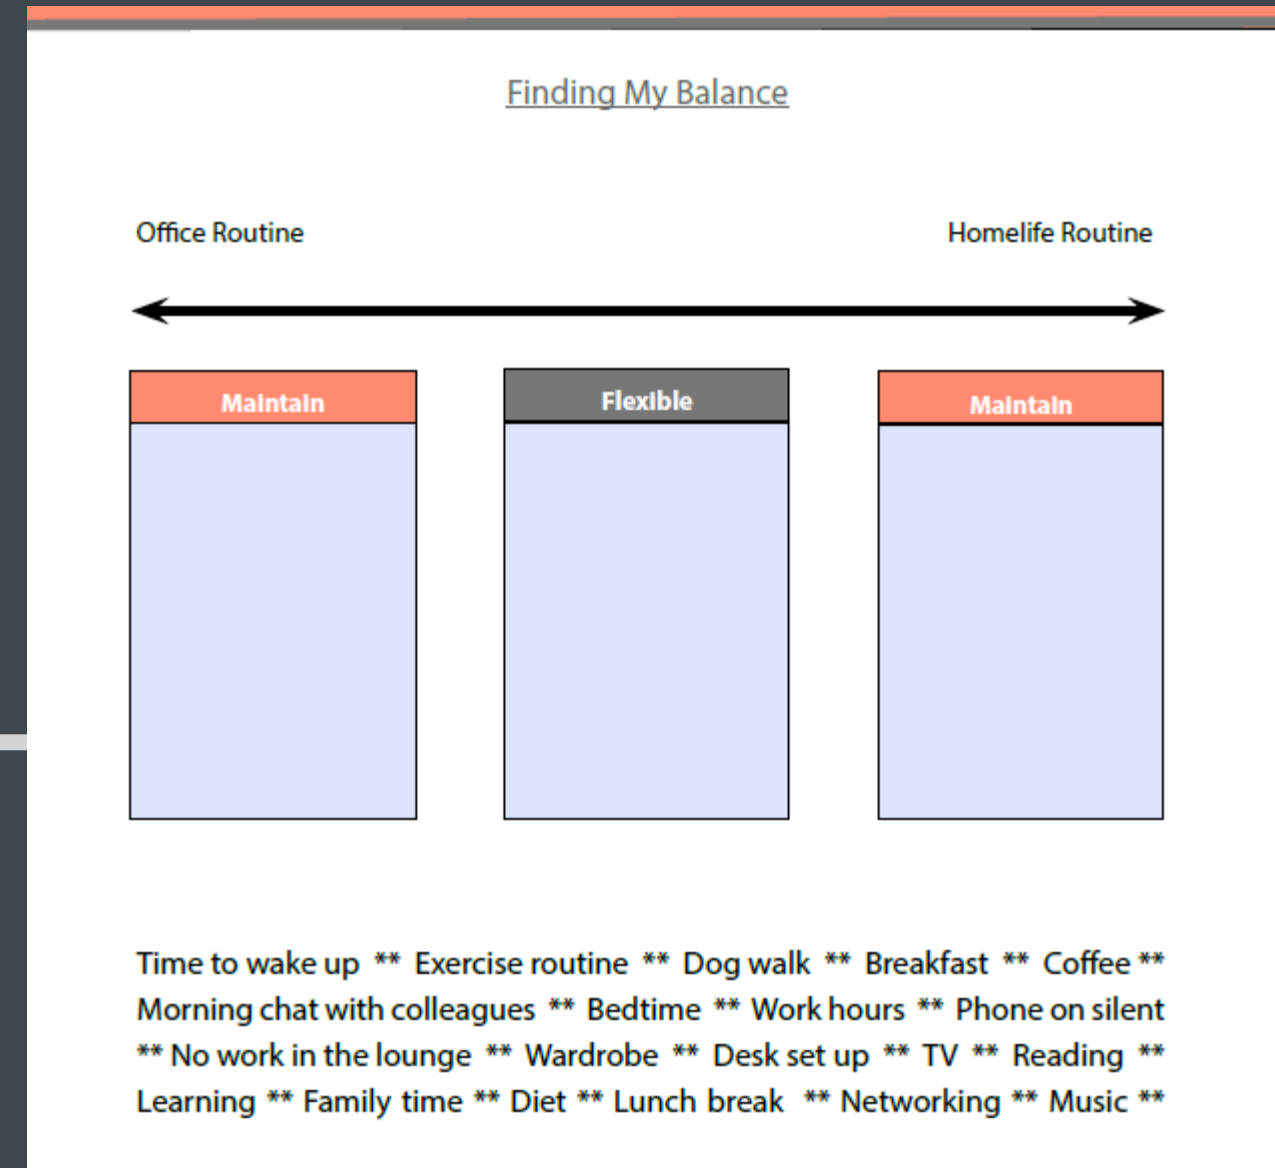 Finding My Balance
Office Routine
Homelife Routine
Maintain
Flexible
Maintain
Time to wake up ** Exercise routine ** Dog walk ** Breakfast ** Coffee **
Morning chat with colleagues ** Bedtime ** Work hours ** Phone on silent
** No work in the lounge ** Wardrobe ** Desk set up ** TV ** Reading **
Learning ** Family time ** Diet ** Lunch break ** Networking ** Music **